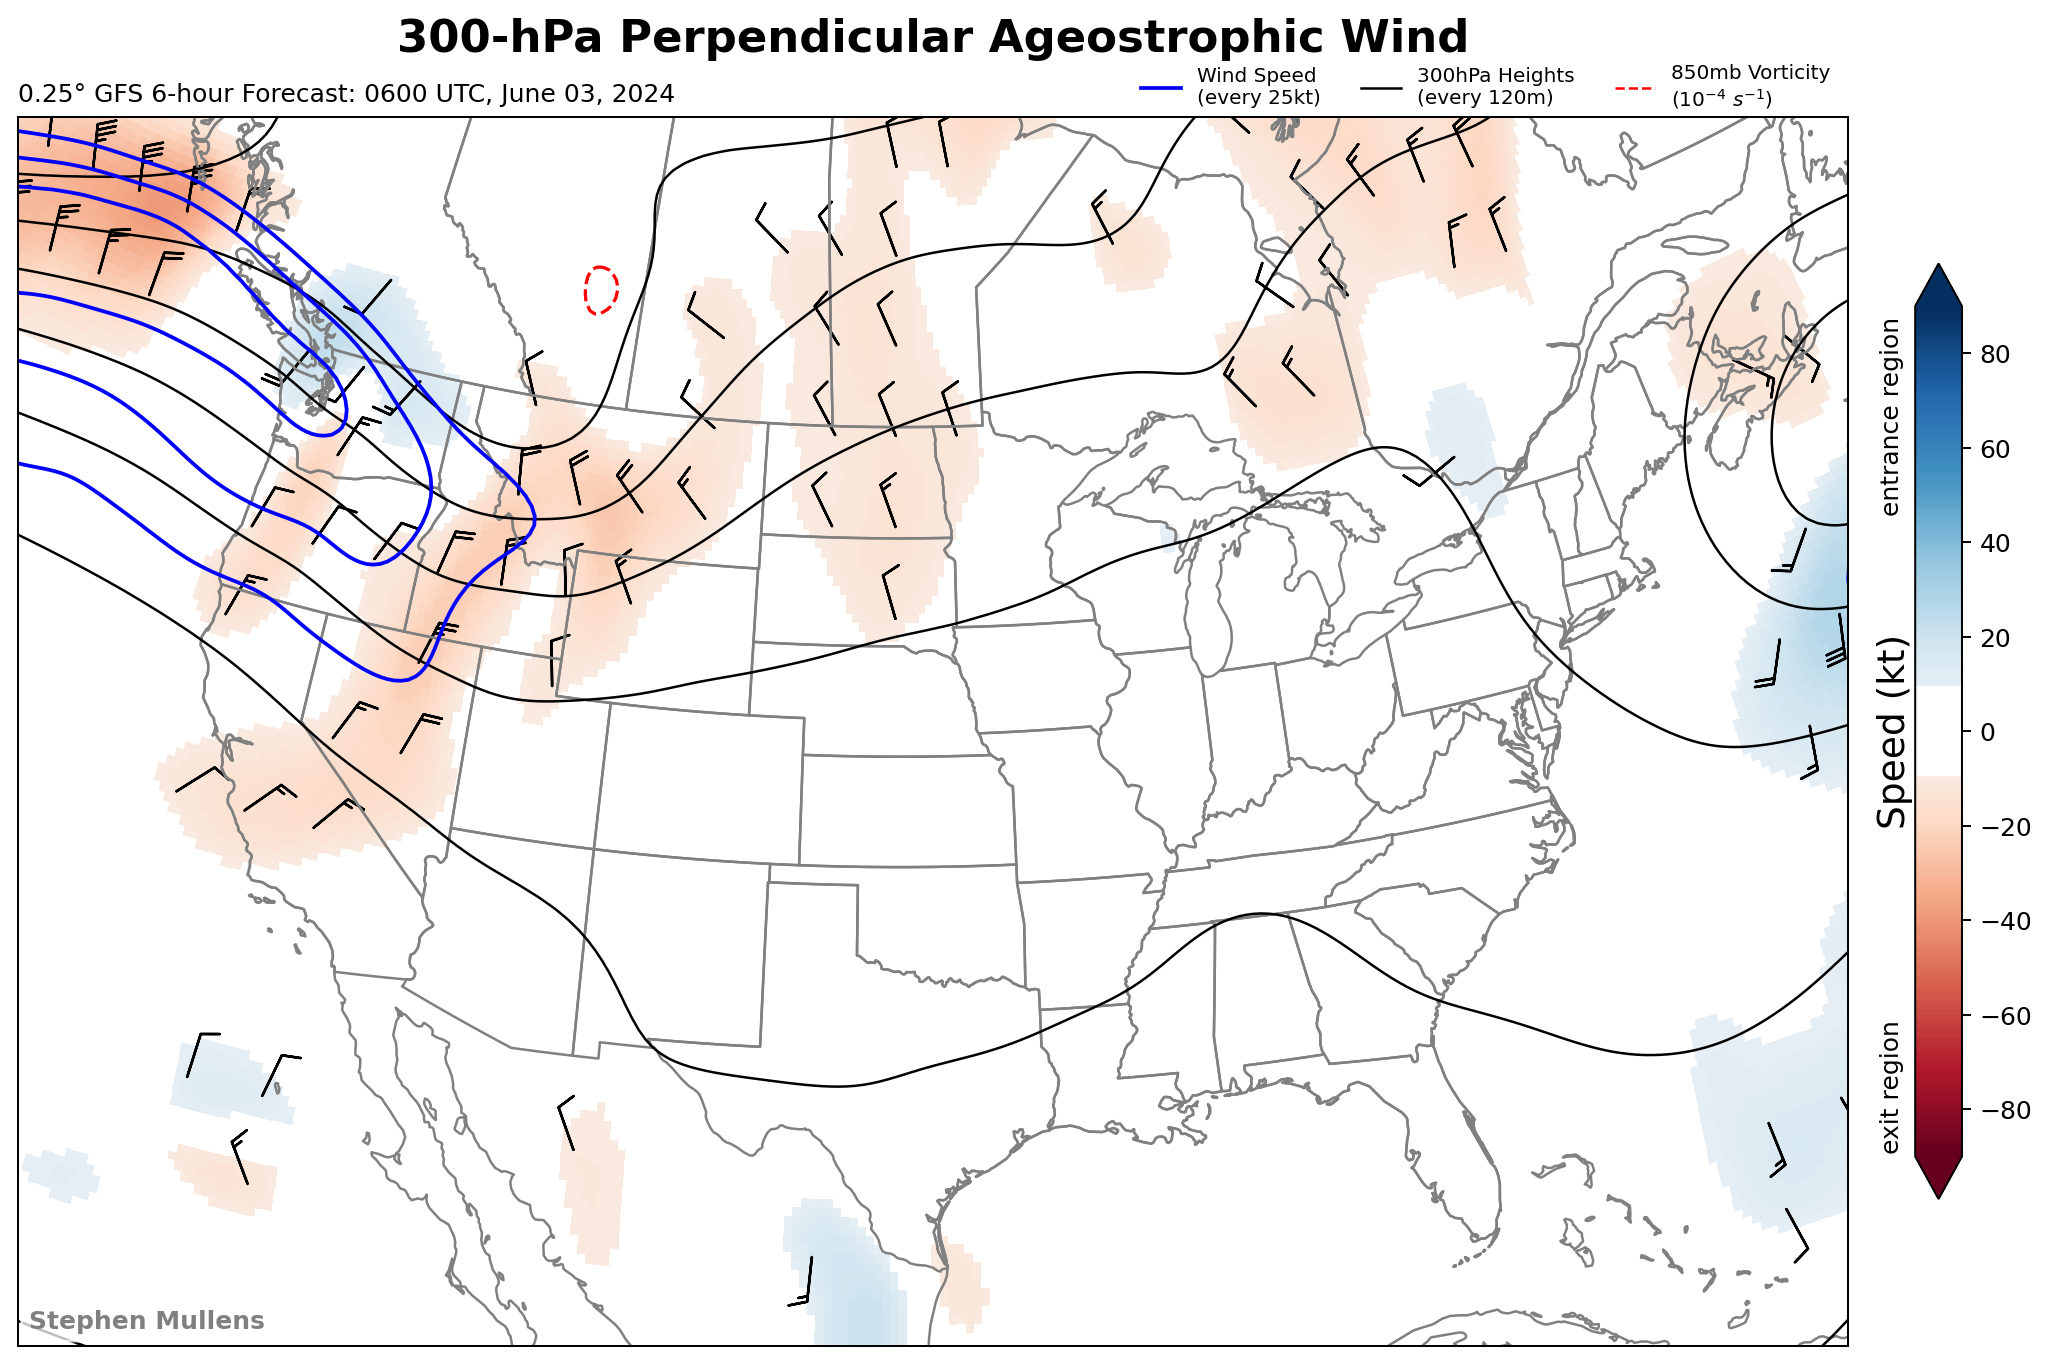 300-hPa Perpendicular Ageostrophic Wind
0.25° GFS 6-hour Forecast: 0600 UTC, June 03, 2024
Wind Speed
(every 25kt)
300hPa Heights
(every 120m)
850mb Vorticity
(10⁻⁴ s⁻¹)
entrance region
Speed (kt)
exit region
80
60
40
20
0
−20
−40
−60
−80
Stephen Mullens